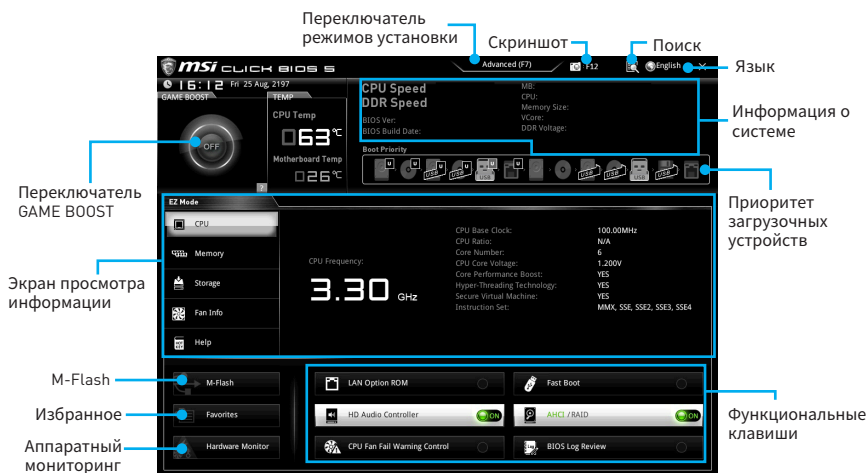 Переключатель
режимов установки
Скриншот
Поиск
Язык
Информация о
системе
Приоритет
загрузочных
устройств
Функциональные
клавиши
Переключатель
GAME BOOST
Экран просмотра
информации
M-Flash
Избранное
Аппаратный
мониторинг
msi CLICK BIOS 5
Advanced (F7)
F12
English
X
16:12 Fri 25 Aug, 2197
GAME BOOST
OFF
TEMP
CPU Temp
63°C
Motherboard Temp
26°C
?
CPU Speed
DDR Speed
BIOS Ver:
BIOS Build Date:
MB:
CPU:
Memory Size:
VCore:
DDR Voltage:
Boot Priority
U U U U U U
USB USB USB USB USB USB
EZ Mode
CPU
Memory
Storage
Fan Info
Help
CPU Frequency:
3.30 GHz
CPU Base Clock: 100.00MHz
CPU Ratio: N/A
Core Number: 6
CPU Core Voltage: 1.200V
Core Performance Boost: YES
Hyper-Threading Technology: YES
Secure Virtual Machine: YES
Instruction Set: MMX, SSE, SSE2, SSE3, SSE4
M-Flash
Favorites
Hardware Monitor
LAN Option ROM
HD Audio Controller ON
CPU Fan Fail Warning Control
Fast Boot
AHCI /RAID ON
BIOS Log Review